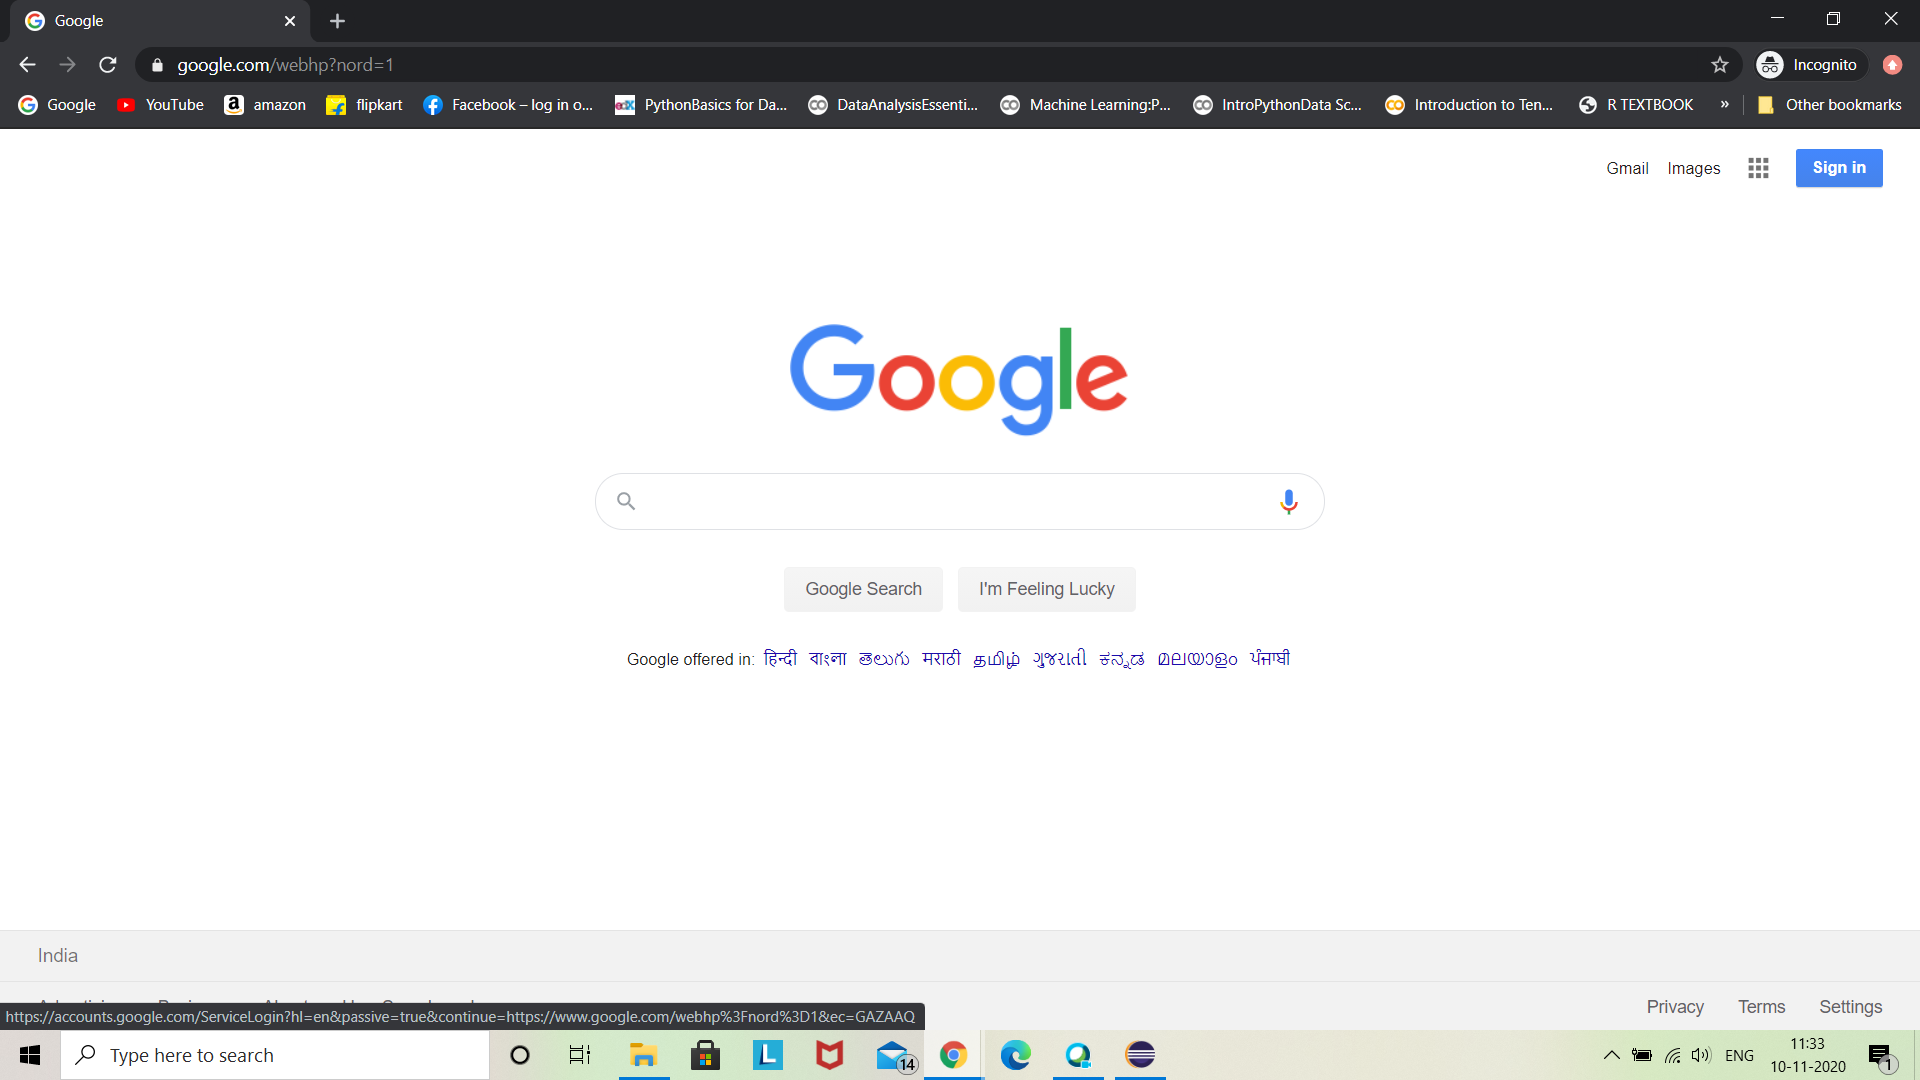 Google
google.com/webhp?nord=1
Incognito
Google YouTube amazon flipkart Facebook – log in o... PythonBasics for Da... DataAnalysisEssenti... Machine Learning:P... IntroPythonData Sc... Introduction to Ten... R TEXTBOOK » Other bookmarks
Gmail Images Sign in
Google
Google Search I'm Feeling Lucky
Google offered in: हिन्दी বাংলা తెలుగు मराठी தமிழ் ગુજરાતી ಕನ್ನಡ മലയാളം ਪੰਜਾਬੀ
India
Privacy Terms Settings
https://accounts.google.com/ServiceLogin?hl=en&passive=true&continue=https://www.google.com/webhp%3Fnord%3D1&ec=GAZAAQ
Type here to search
14
ENG
11:33
10-11-2020
1